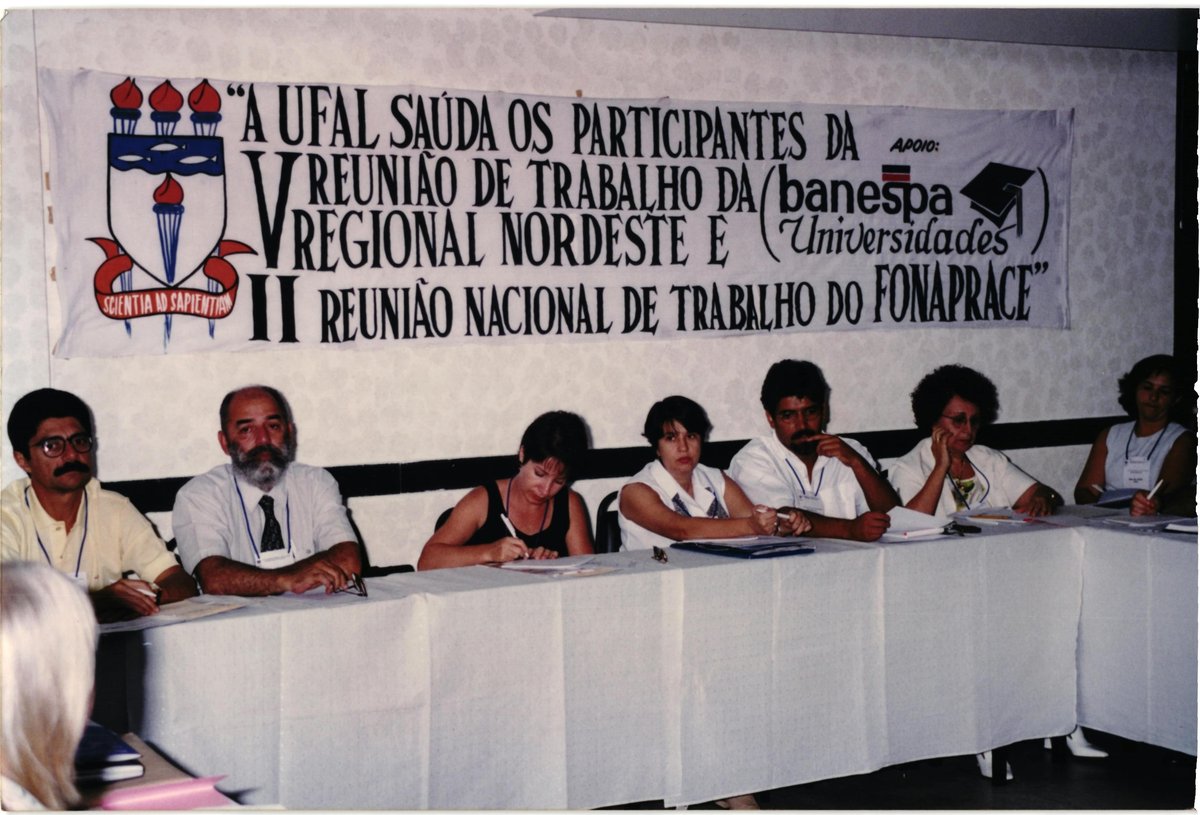 "A UFAL SAÚDA OS PARTICIPANTES DA
V REUNIÃO DE TRABALHO DA
REGIONAL NORDESTE E
II REUNIÃO NACIONAL DE TRABALHO DO FONAPRACE"
APOIO:
(banespa
Universidades)
SCIENTIA AD SAPIENTIAM